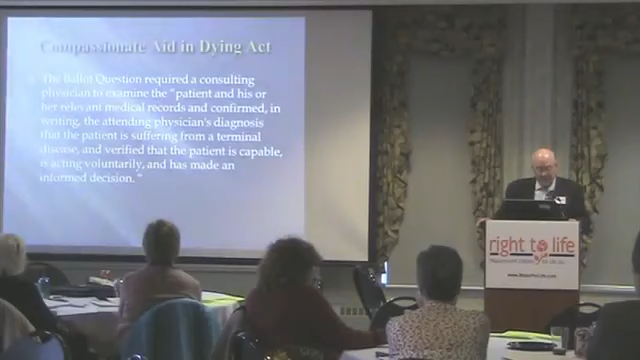 Compassionate Aid in Dying Act
The Ballot Question required a consulting
physician to examine the "patient and his or
her relevant medical records and confirmed, in
writing, the attending physician's diagnosis
that the patient is suffering from a terminal
disease, and verified that the patient is capable,
is acting voluntarily, and has made an
informed decision."
right to life